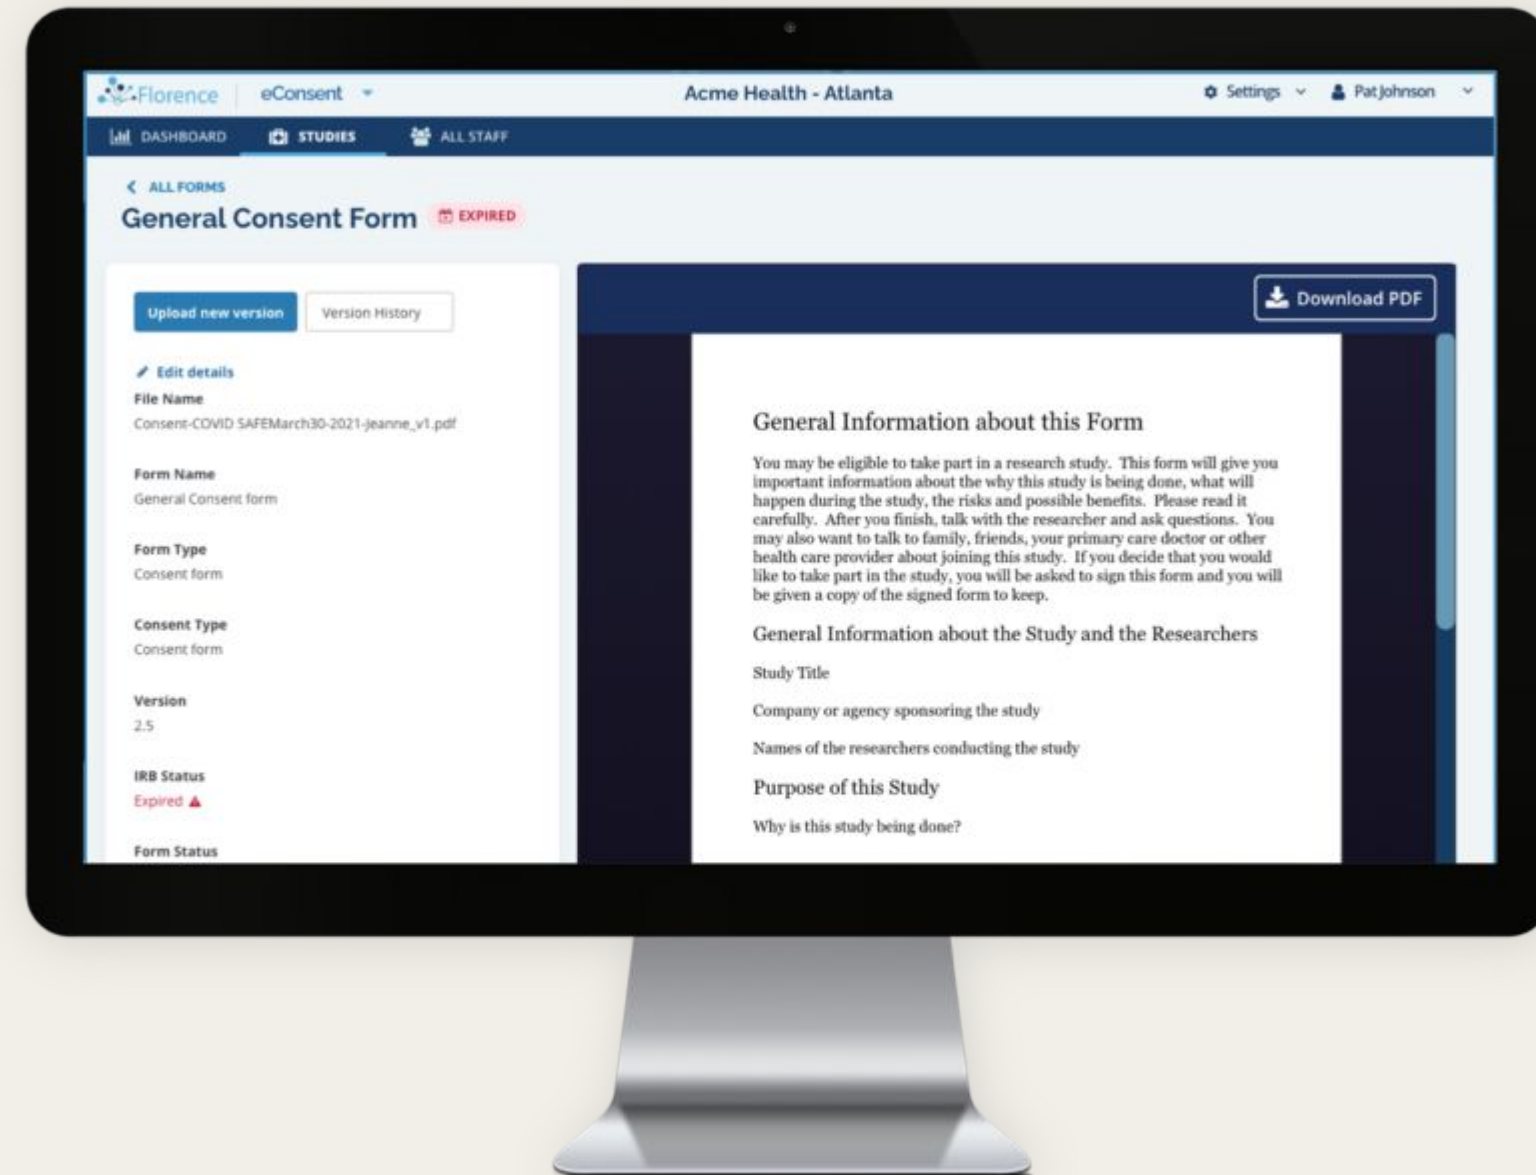 Florence
eConsent
Acme Health - Atlanta
Settings
Pat Johnson
DASHBOARD
STUDIES
ALL STAFF
ALL FORMS
General Consent Form
EXPIRED
Upload new version
Version History
Edit details
File Name
Consent-COVID SAFEMarch30-2021-Jeanne_v1.pdf
Form Name
General Consent form
Form Type
Consent form
Consent Type
Consent form
Version
2.5
IRB Status
Expired
Form Status
Download PDF
General Information about this Form
You may be eligible to take part in a research study. This form will give you
important information about the why this study is being done, what will
happen during the study, the risks and possible benefits. Please read it
carefully. After you finish, talk with the researcher and ask questions. You
may also want to talk to family, friends, your primary care doctor or other
health care provider about joining this study. If you decide that you would
like to take part in the study, you will be asked to sign this form and you will
be given a copy of the signed form to keep.
General Information about the Study and the Researchers
Study Title
Company or agency sponsoring the study
Names of the researchers conducting the study
Purpose of this Study
Why is this study being done?